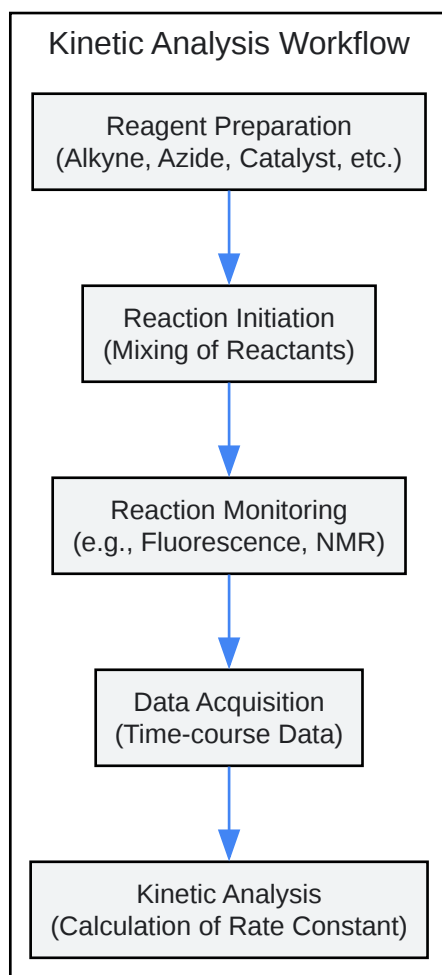 Kinetic Analysis Workflow
Reagent Preparation
(Alkyne, Azide, Catalyst, etc.)
Reaction Initiation
(Mixing of Reactants)
Reaction Monitoring
(e.g., Fluorescence, NMR)
Data Acquisition
(Time-course Data)
Kinetic Analysis
(Calculation of Rate Constant)